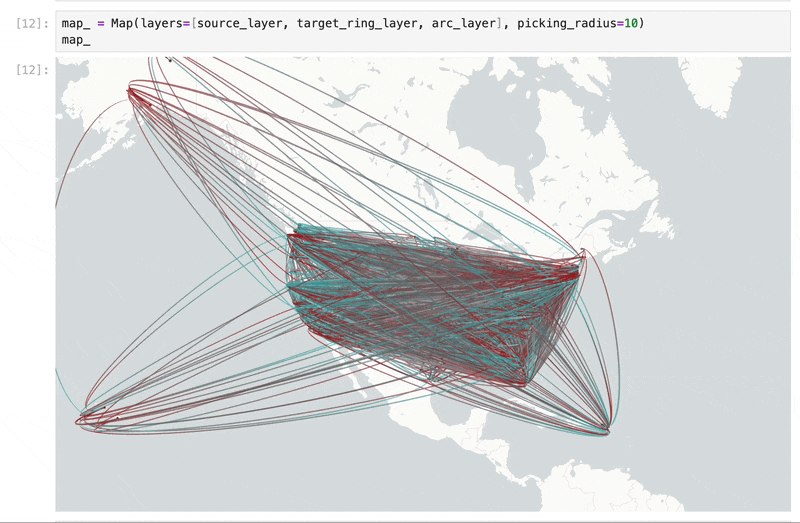 [12]: map_ = Map(layers=[source_layer, target_ring_layer, arc_layer], picking_radius=10)
map_
[12]: